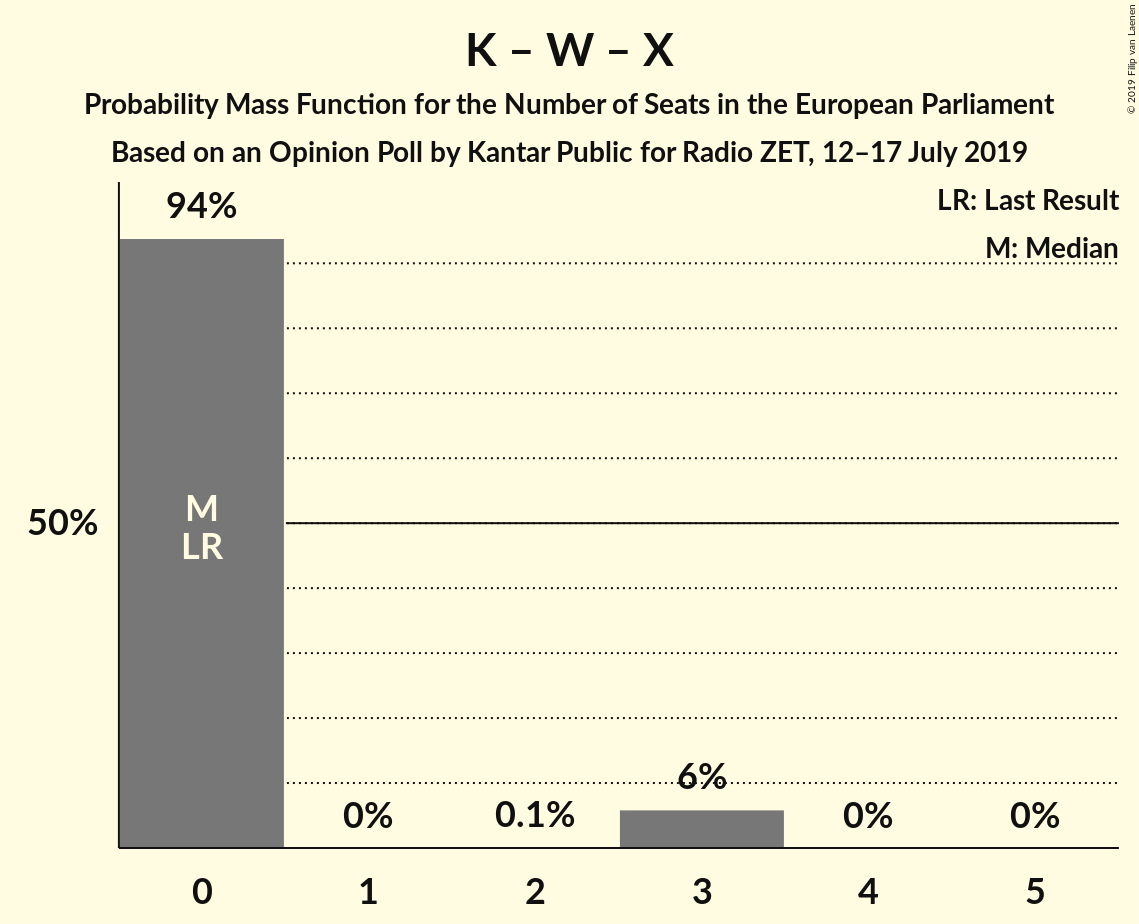 K – W – X
Probability Mass Function for the Number of Seats in the European Parliament
Based on an Opinion Poll by Kantar Public for Radio ZET, 12–17 July 2019
© 2019 Filip van Laenen
LR: Last Result
M: Median
94%
50%
M
LR
0%
0.1%
6%
0%
0%
0
1
2
3
4
5